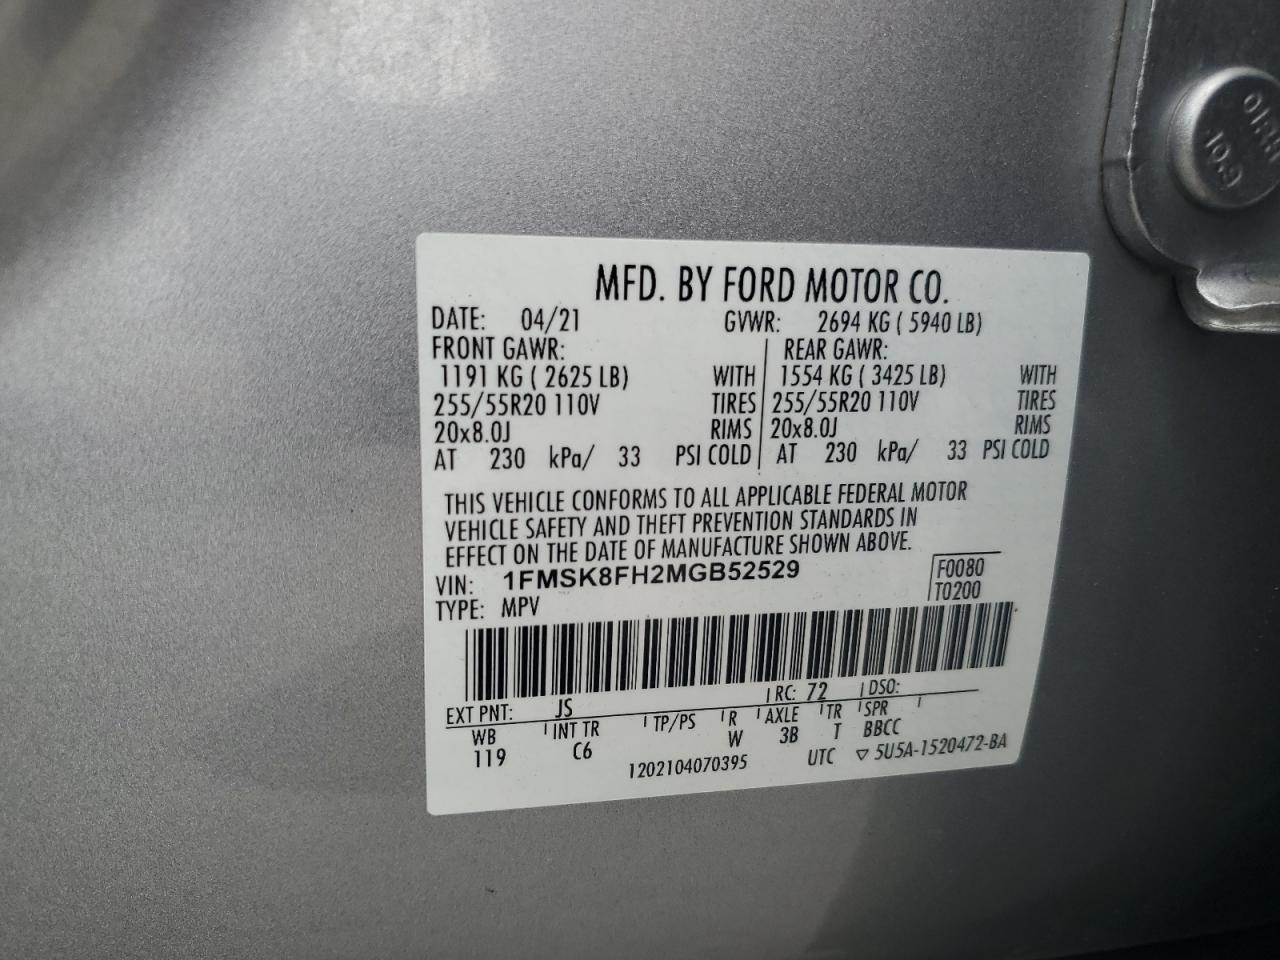 MFD. BY FORD MOTOR CO.
DATE: 04/21 GVWR: 2694 KG ( 5940 LB)
FRONT GAWR: REAR GAWR:
1191 KG ( 2625 LB) WITH 1554 KG ( 3425 LB) WITH
255/55R20 110V TIRES 255/55R20 110V TIRES
20x8.0J RIMS 20x8.0J RIMS
AT 230 kPa/ 33 PSI COLD AT 230 kPa/ 33 PSI COLD
THIS VEHICLE CONFORMS TO ALL APPLICABLE FEDERAL MOTOR
VEHICLE SAFETY AND THEFT PREVENTION STANDARDS IN
EFFECT ON THE DATE OF MANUFACTURE SHOWN ABOVE.
VIN: 1FMSK8FH2MGB52529 F0080
TYPE: MPV T0200
EXT PNT: JS RC: 72 DSO:
WB INT TR TP/PS R AXLE TR SPR
119 C6 W 3B T BBCC
1202104070395 UTC ▽ 5U5A-1520472-BA
10.9